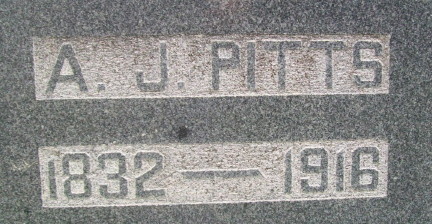 A. J. PITTS
1832 — 1916